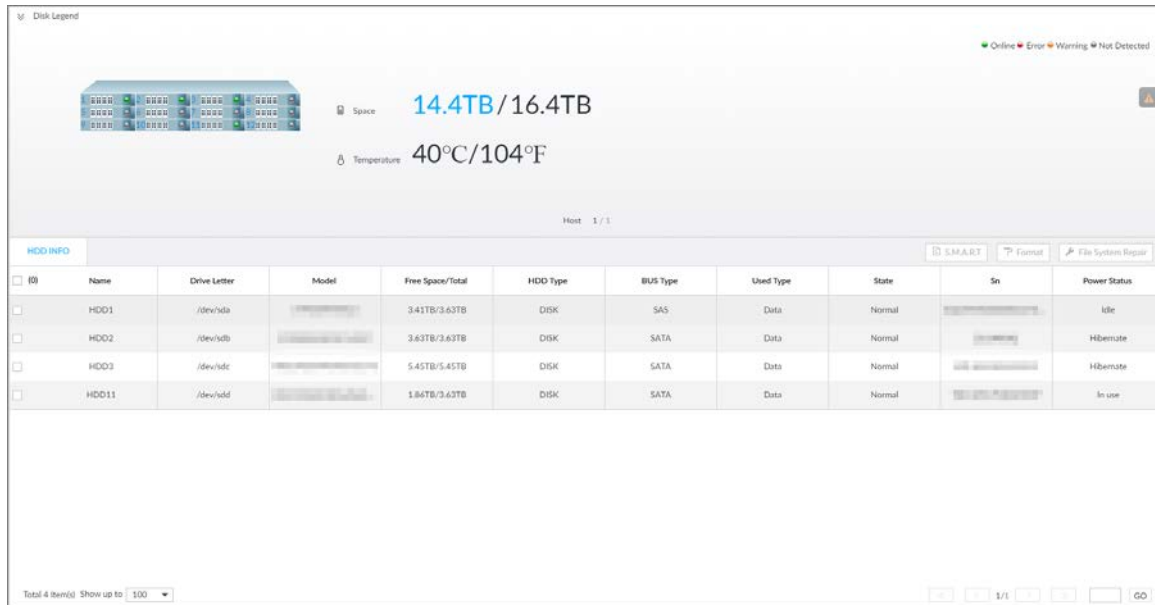 Disk Legend
Online Error Warning Not Detected
Space 14.4TB/16.4TB
Temperature 40°C/104°F
Host 1 / 1
HDD INFO S.M.A.R.T Format File System Repair
(0) Name Drive Letter Model Free Space/Total HDD Type BUS Type Used Type State Sn Power Status
HDD1 /dev/sda 3.41TB/3.63TB DISK SAS Data Normal Idle
HDD2 /dev/sdb 3.63TB/3.63TB DISK SATA Data Normal Hibernate
HDD3 /dev/sdc 5.45TB/5.45TB DISK SATA Data Normal Hibernate
HDD11 /dev/sdd 1.86TB/3.63TB DISK SATA Data Normal In use
Total 4 item(s) Show up to 100 1/1 GO